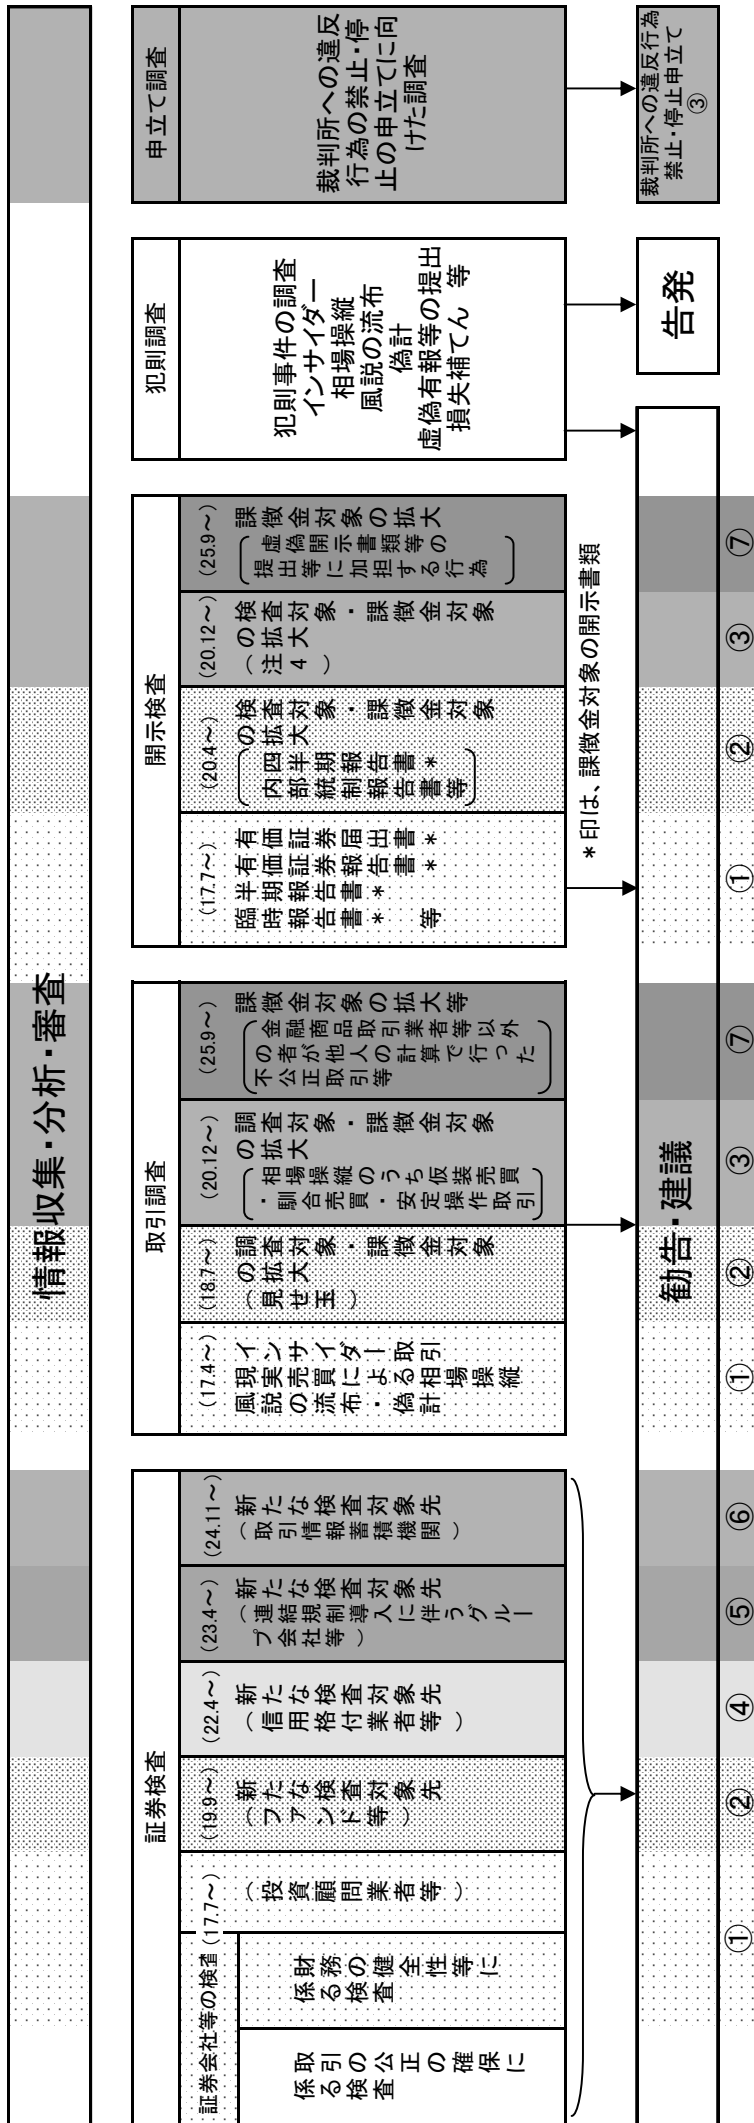 情報収集・分析・審査
証券検査
証券会社等の検査
取引の公正の確保に
係る検査
財務の健全性等に
係る検査
(17.7～)
（投資顧問業者等）
(19.9～)
新たな検査対象先
（ファンド等）
(22.4～)
新たな検査対象先
（信用格付業者等）
(23.4～)
新たな検査対象先
（連結規制導入に伴うグルー
プ会社等）
(24.11～)
新たな検査対象先
（取引情報蓄積機関）
取引調査
(17.4～)
インサイダー取引
現実売買による相場操縦
風説の流布・偽計
(18.7～)
の調査対象・課徴金対象
の拡大
（見せ玉）
(20.12～)
の調査対象・課徴金対象
の拡大
・相場操縦のうち仮装売買
・馴合売買・安定操作取引
(25.9～)
課徴金対象の拡大等
金融商品取引業者等以外
の者が他人の計算で行った
不公正取引等
開示検査
(17.7～)
有価証券届出書＊
有価証券報告書＊
半期報告書＊
臨時報告書＊ 等
(20.4～)
の検査対象・課徴金対象
の拡大
四半期報告書＊
内部統制報告書等
(20.12～)
の検査対象・課徴金対象
の拡大
（注４）
(25.9～)
課徴金対象の拡大
虚偽開示書類等の
提出等に加担する行為
＊印は、課徴金対象の開示書類
犯則調査
犯則事件の調査
インサイダー
相場操縦
風説の流布
偽計
虚偽有報等の提出
損失補てん 等
申立て調査
裁判所への違反
行為の禁止・停
止の申立てに向
けた調査
勧告・建議
告発
裁判所への違反行為
禁止・停止申立て
③
① ② ④ ⑤ ⑥ ① ② ③ ⑦ ① ② ③ ⑦